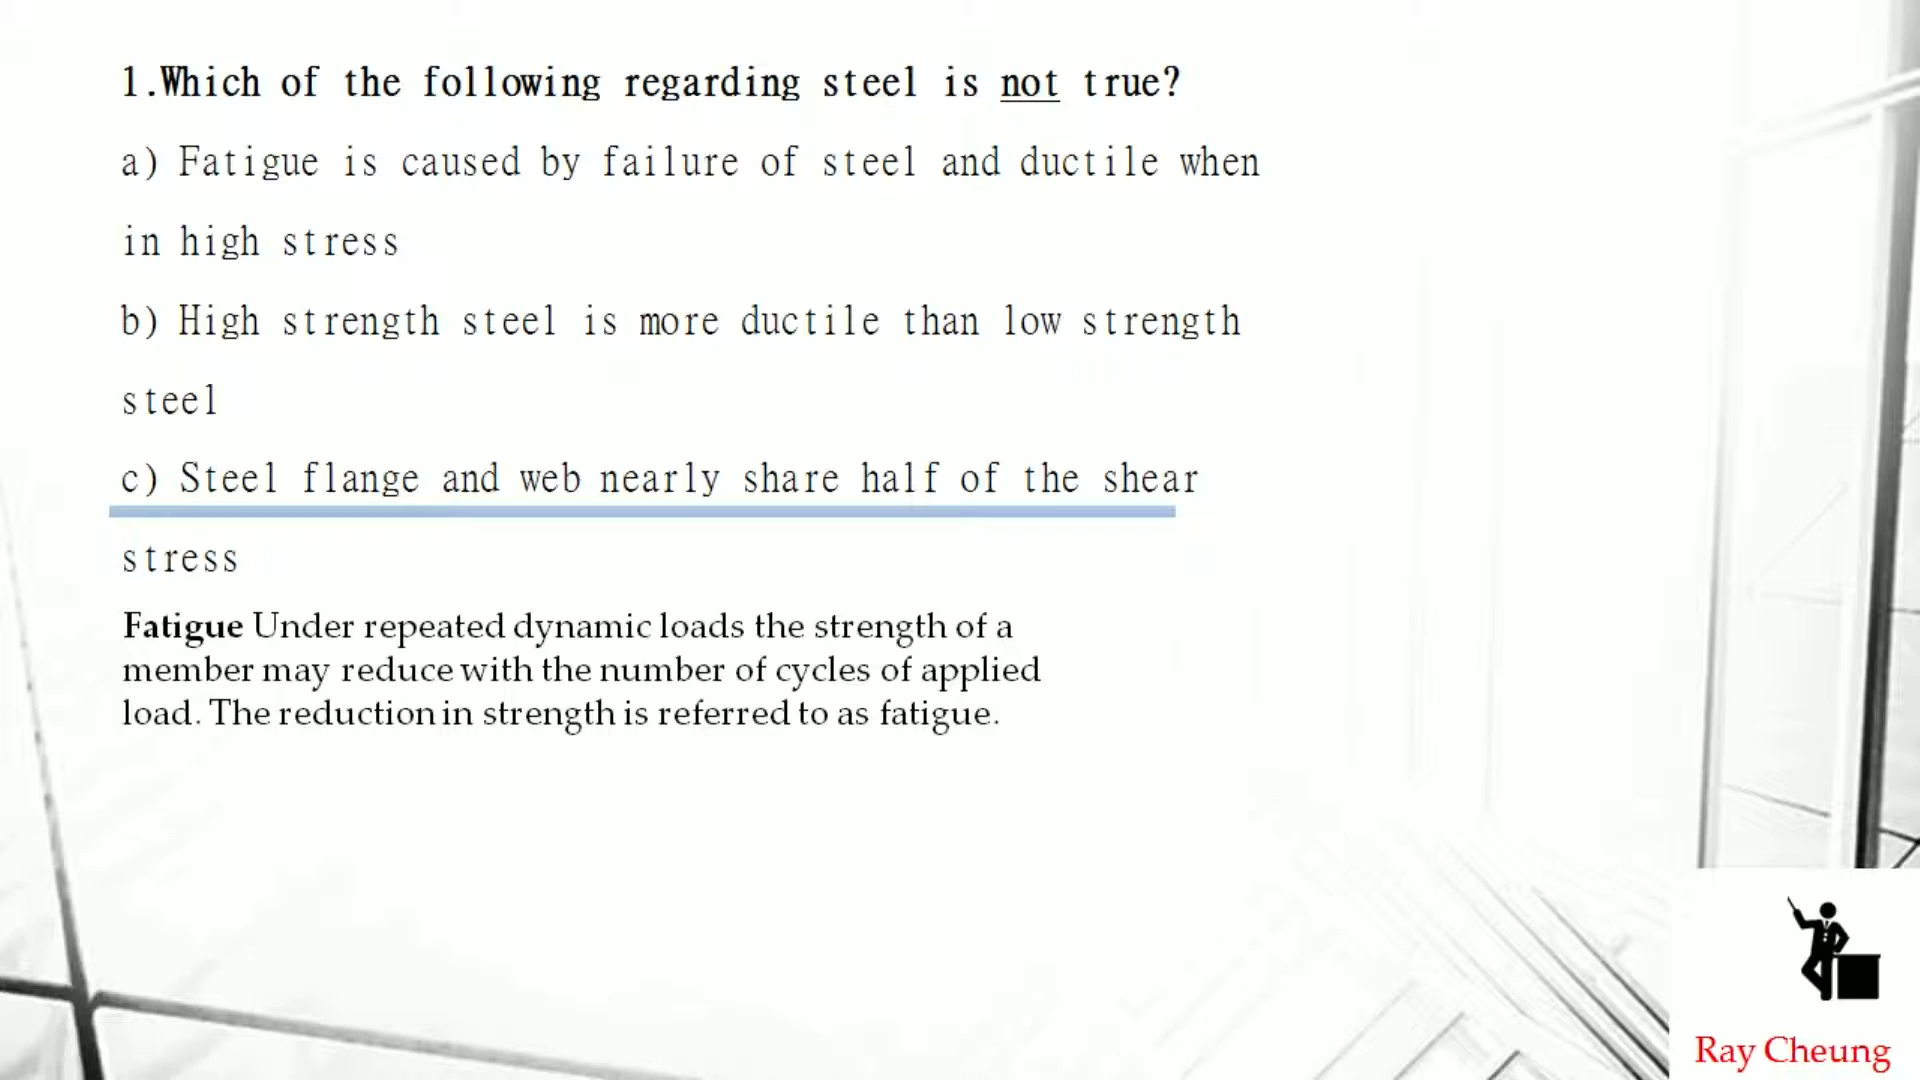 1.Which of the following regarding steel is not true?
a) Fatigue is caused by failure of steel and ductile when
in high stress
b) High strength steel is more ductile than low strength
steel
c) Steel flange and web nearly share half of the shear
stress
Fatigue Under repeated dynamic loads the strength of a
member may reduce with the number of cycles of applied
load. The reduction in strength is referred to as fatigue.
Ray Cheung